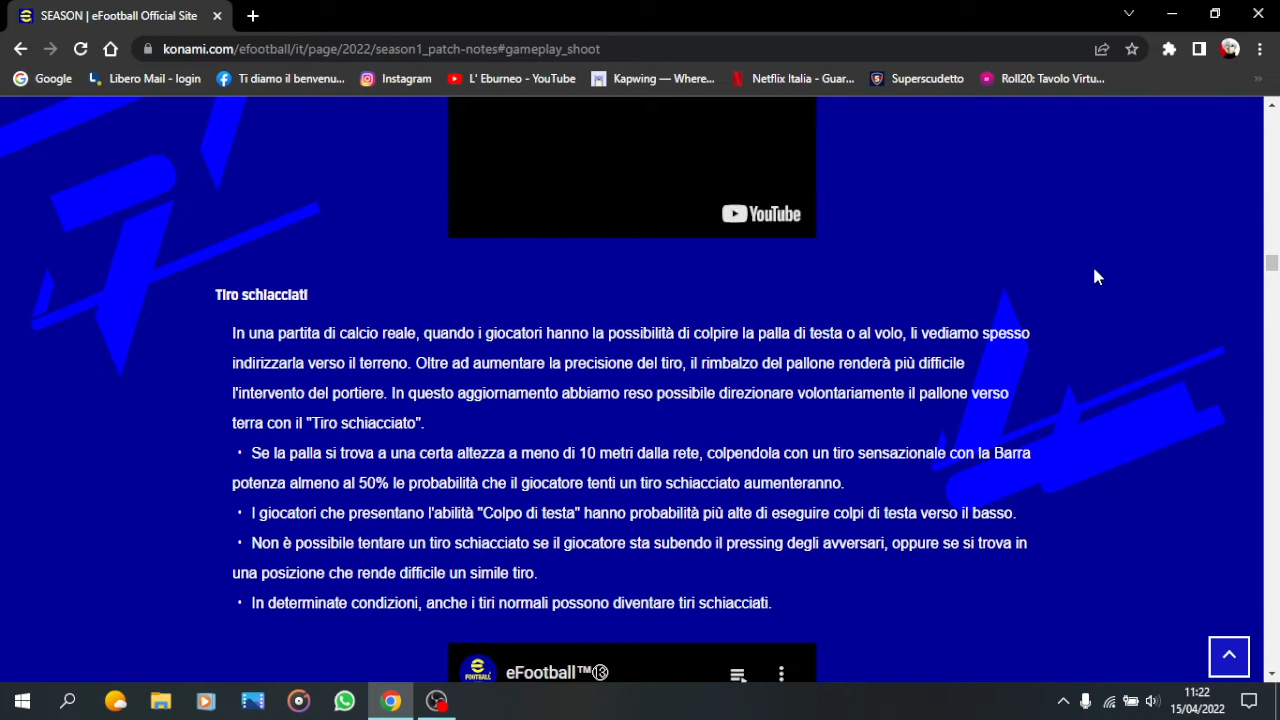 SEASON | eFootball Official Site
konami.com/efootball/it/page/2022/season1_patch-notes#gameplay_shoot
Google
Libero Mail - login
Ti diamo il benvenu...
Instagram
L' Eburneo - YouTube
Kapwing — Where...
Netflix Italia - Guar...
Superscudetto
Roll20: Tavolo Virtu...
YouTube
Tiro schiacciati
In una partita di calcio reale, quando i giocatori hanno la possibilità di colpire la palla di testa o al volo, li vediamo spesso
indirizzarla verso il terreno. Oltre ad aumentare la precisione del tiro, il rimbalzo del pallone renderà più difficile
l'intervento del portiere. In questo aggiornamento abbiamo reso possibile direzionare volontariamente il pallone verso
terra con il "Tiro schiacciato".
・ Se la palla si trova a una certa altezza a meno di 10 metri dalla rete, colpendola con un tiro sensazionale con la Barra
potenza almeno al 50% le probabilità che il giocatore tenti un tiro schiacciato aumenteranno.
・ I giocatori che presentano l'abilità "Colpo di testa" hanno probabilità più alte di eseguire colpi di testa verso il basso.
・ Non è possibile tentare un tiro schiacciato se il giocatore sta subendo il pressing degli avversari, oppure se si trova in
una posizione che rende difficile un simile tiro.
・ In determinate condizioni, anche i tiri normali possono diventare tiri schiacciati.
FOOTBALL
eFootball™⑬
11:22
15/04/2022